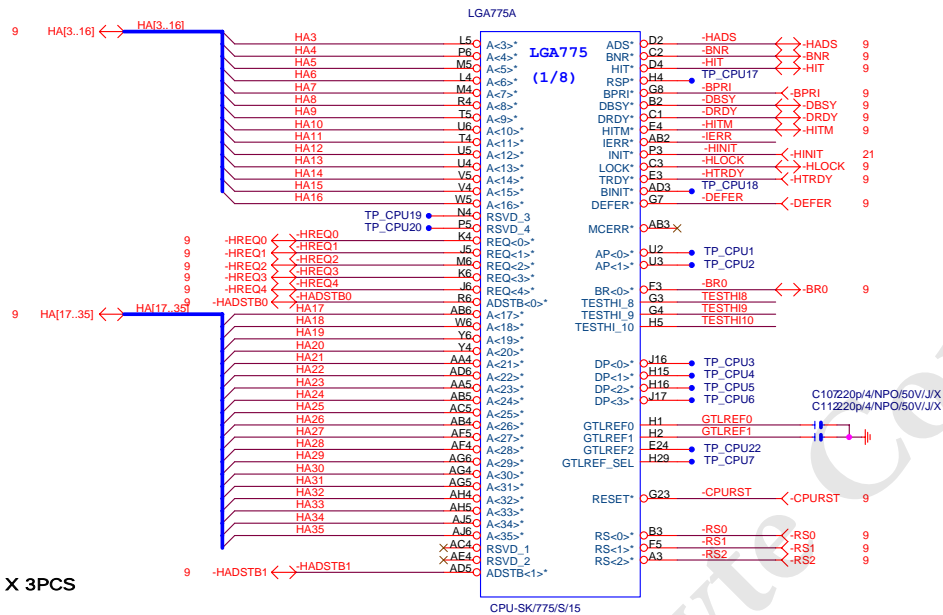 LGA775A
LGA775
(1/8)
9 HA[3..16]
HA[3..16]
HA3 L5 A<3>*
HA4 P6 A<4>*
HA5 M5 A<5>*
HA6 L4 A<6>*
HA7 M4 A<7>*
HA8 R4 A<8>*
HA9 T5 A<9>*
HA10 U6 A<10>*
HA11 T4 A<11>*
HA12 U5 A<12>*
HA13 U4 A<13>*
HA14 V5 A<14>*
HA15 V4 A<15>*
HA16 W5 A<16>*
TP_CPU19 N4 RSVD_3
TP_CPU20 P5 RSVD_4
9 -HREQ0 -HREQ0 K4 REQ<0>*
9 -HREQ1 -HREQ1 J5 REQ<1>*
9 -HREQ2 -HREQ2 M6 REQ<2>*
9 -HREQ3 -HREQ3 K6 REQ<3>*
9 -HREQ4 -HREQ4 J6 REQ<4>*
9 -HADSTB0 -HADSTB0 R6 ADSTB<0>*
9 HA[17..35]
HA[17..35]
HA17 AB6 A<17>*
HA18 W6 A<18>*
HA19 Y6 A<19>*
HA20 Y4 A<20>*
HA21 AA4 A<21>*
HA22 AD6 A<22>*
HA23 AA5 A<23>*
HA24 AB5 A<24>*
HA25 AC5 A<25>*
HA26 AB4 A<26>*
HA27 AF5 A<27>*
HA28 AF4 A<28>*
HA29 AG6 A<29>*
HA30 AG4 A<30>*
HA31 AG5 A<31>*
HA32 AH4 A<32>*
HA33 AH5 A<33>*
HA34 AJ5 A<34>*
HA35 AJ6 A<35>*
AC4 RSVD_1
AE4 RSVD_2
9 -HADSTB1 -HADSTB1 AD5 ADSTB<1>*
X 3PCS
ADS* D2 -HADS -HADS 9
BNR* C2 -BNR -BNR 9
HIT* D4 -HIT -HIT 9
RSP* H4 TP_CPU17
BPRI* G8 -BPRI -BPRI 9
DBSY* B2 -DBSY -DBSY 9
DRDY* C1 -DRDY -DRDY 9
HITM* E4 -HITM -HITM 9
IERR* AB2 -IERR
INIT* P3 -HINIT -HINIT 21
LOCK* C3 -HLOCK -HLOCK 9
TRDY* E3 -HTRDY -HTRDY 9
BINIT* AD3 TP_CPU18
DEFER* G7 -DEFER -DEFER 9
MCERR* AB3
AP<0>* U2 TP_CPU1
AP<1>* U3 TP_CPU2
BR<0>* F3 -BR0 -BR0 9
TESTHI_8 G3 TESTHI8
TESTHI_9 G4 TESTHI9
TESTHI_10 H5 TESTHI10
DP<0>* J16 TP_CPU3
DP<1>* H15 TP_CPU4
DP<2>* H16 TP_CPU5
DP<3>* J17 TP_CPU6
C107 220p/4/NPO/50V/J/X
C112 220p/4/NPO/50V/J/X
GTLREF0 H1 GTLREF0
GTLREF1 H2 GTLREF1
GTLREF2 E24 TP_CPU22
GTLREF_SEL H29 TP_CPU7
RESET* G23 -CPURST -CPURST 9
RS<0>* B3 -RS0 -RS0 9
RS<1>* F5 -RS1 -RS1 9
RS<2>* A3 -RS2 -RS2 9
CPU-SK/775/S/15